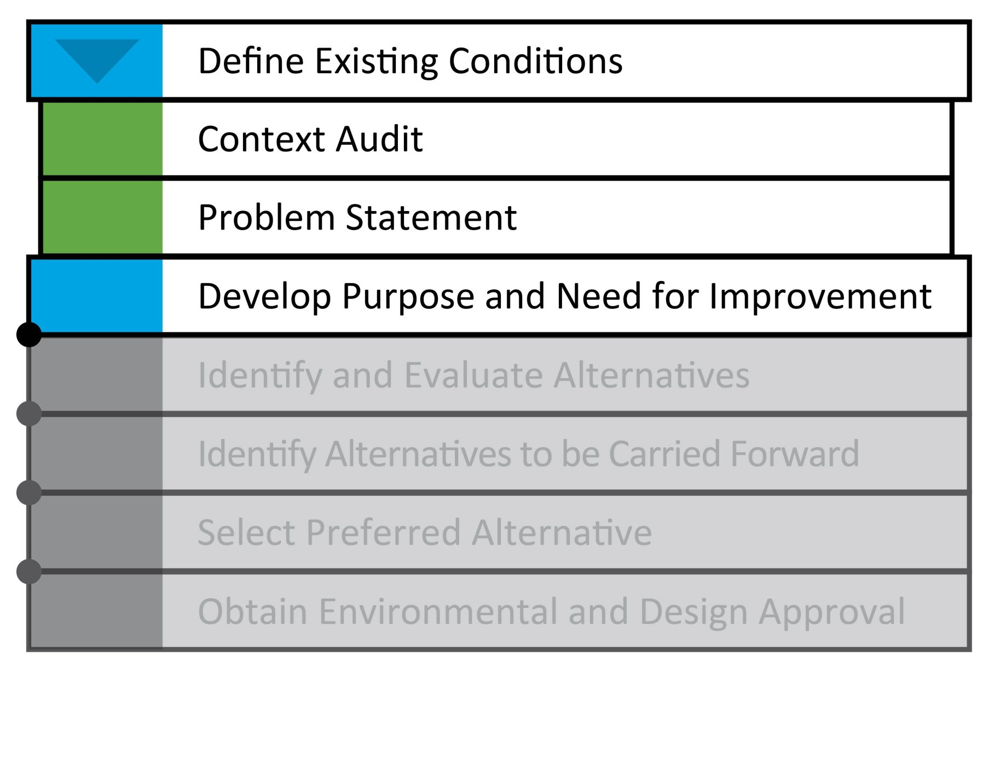 Define Existing Conditions
Context Audit
Problem Statement
Develop Purpose and Need for Improvement
Identify and Evaluate Alternatives
Identify Alternatives to be Carried Forward
Select Preferred Alternative
Obtain Environmental and Design Approval